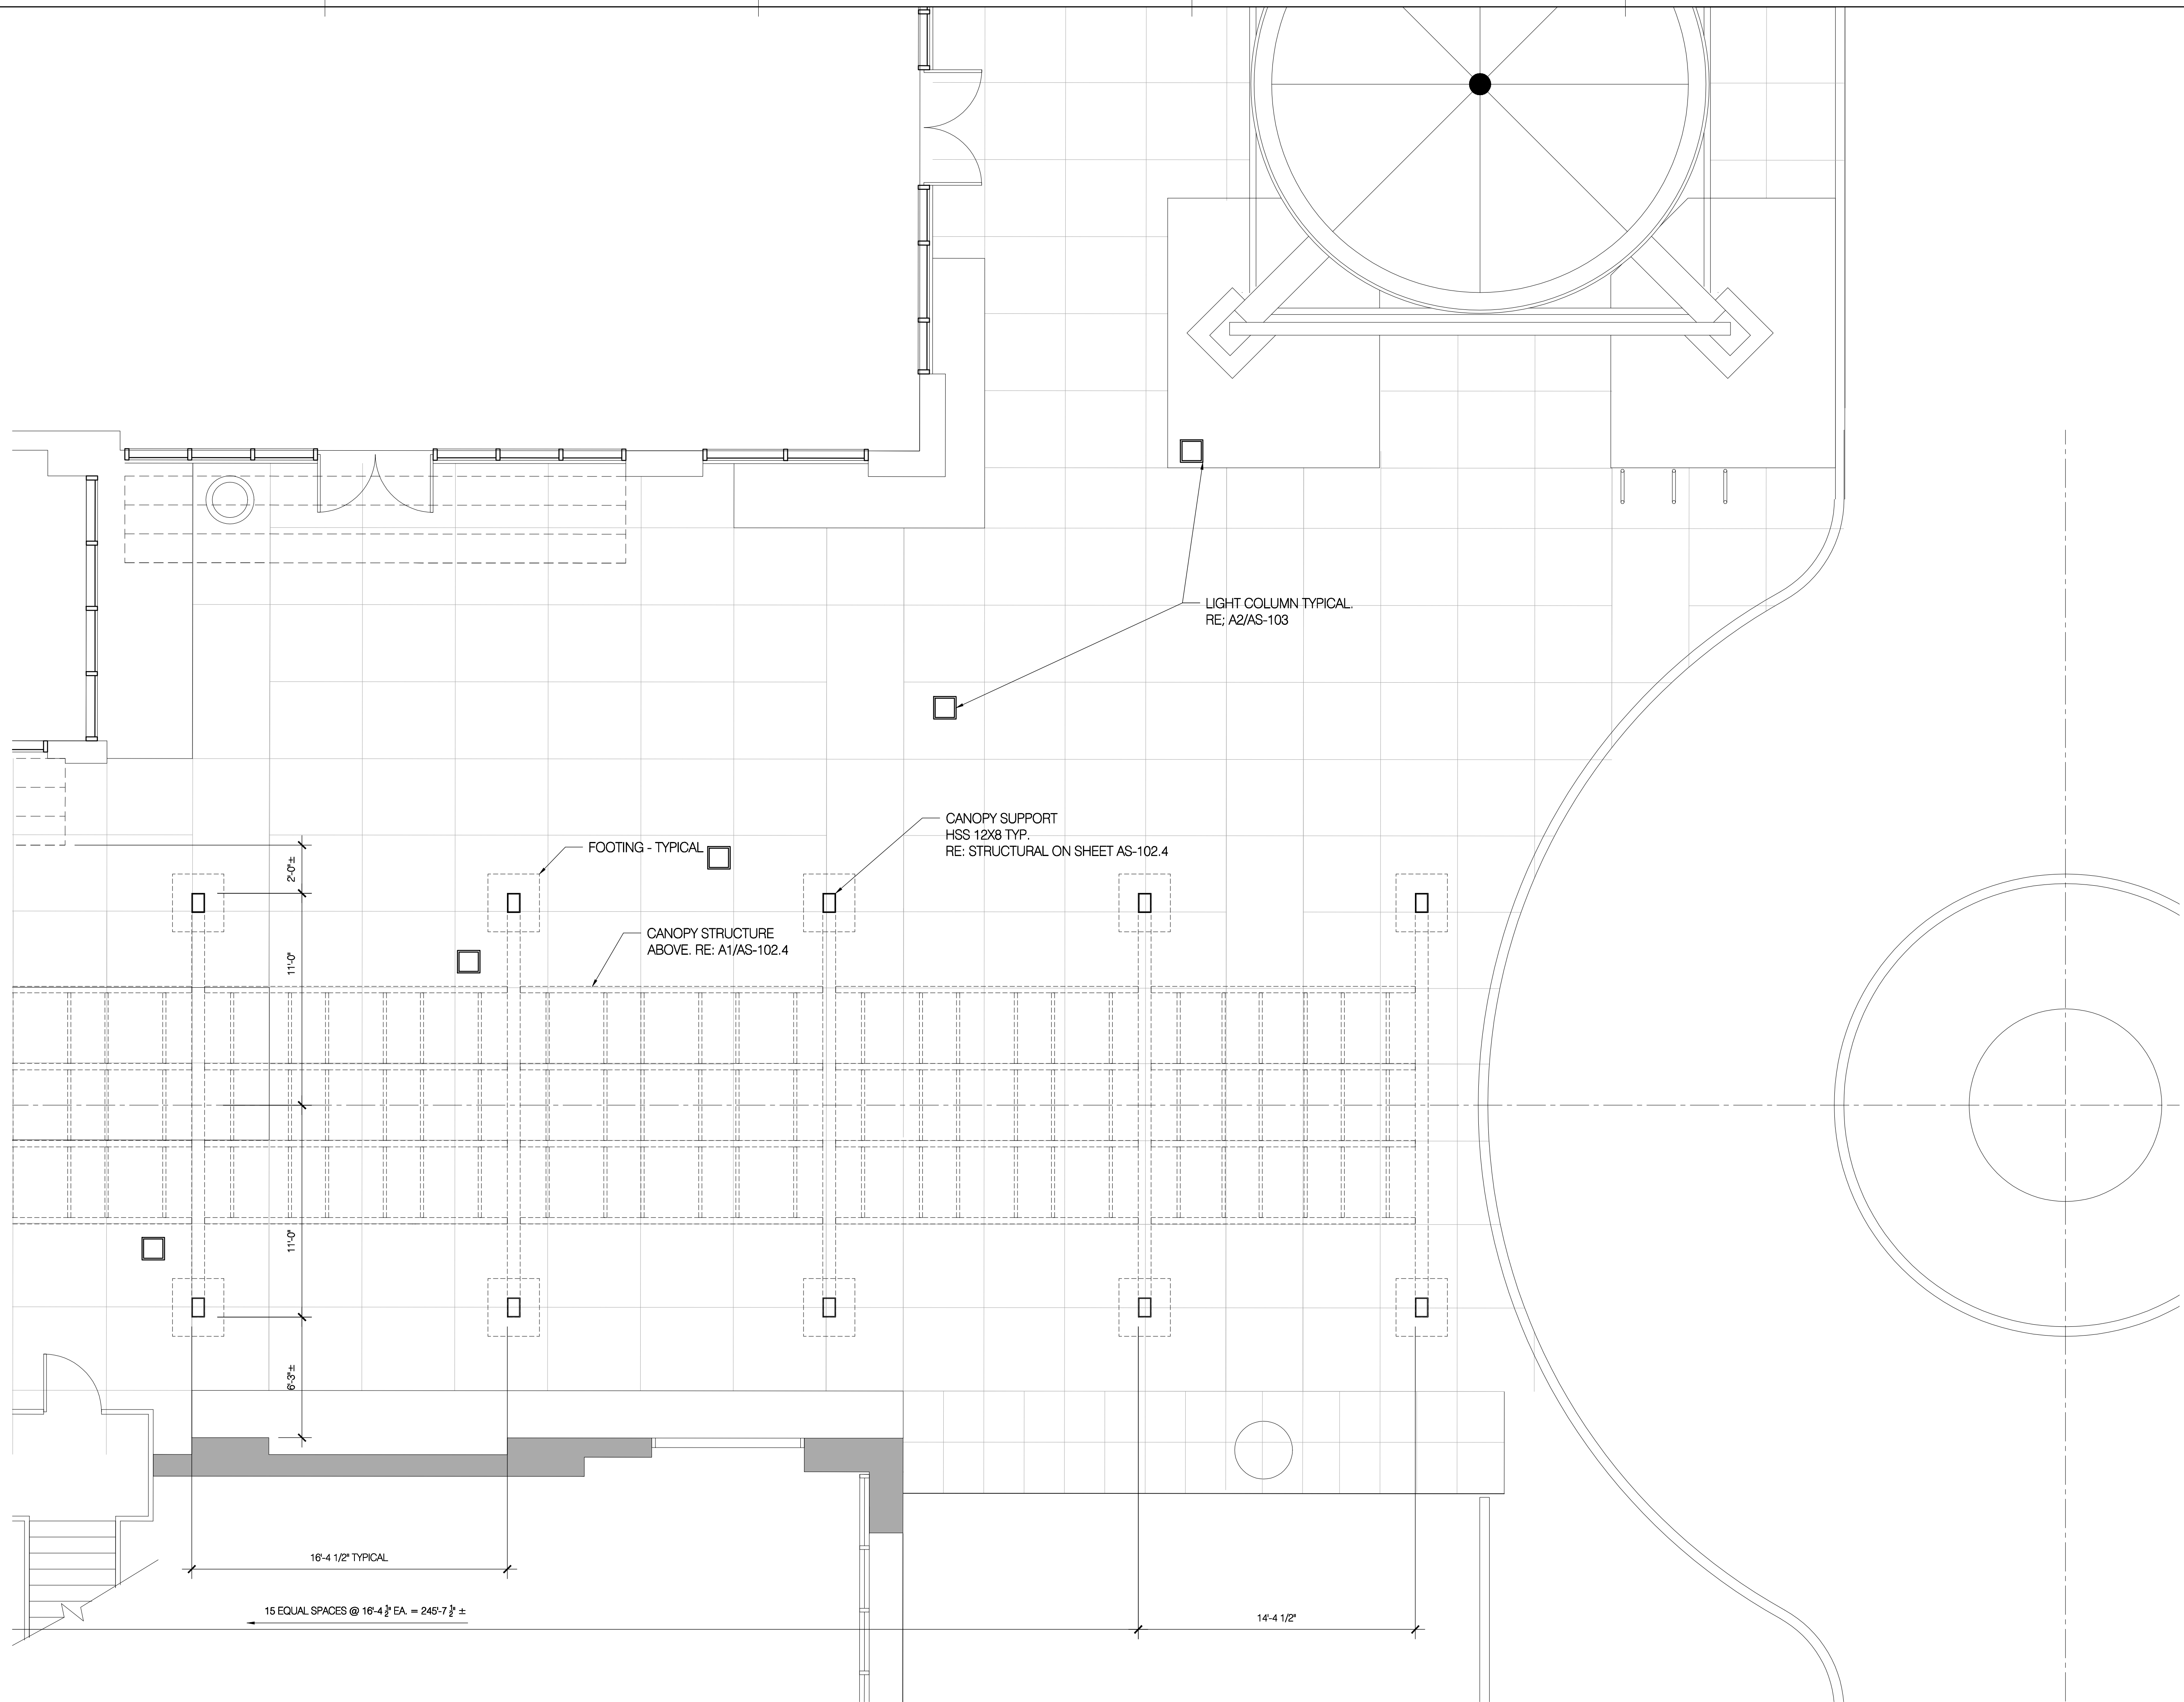 LIGHT COLUMN TYPICAL.
RE; A2/AS-103
CANOPY SUPPORT
HSS 12X8 TYP.
RE: STRUCTURAL ON SHEET AS-102.4
FOOTING - TYPICAL
2'-0"±
CANOPY STRUCTURE
ABOVE. RE: A1/AS-102.4
11'-0"
11'-0"
6'-3"±
16'-4 1/2" TYPICAL
15 EQUAL SPACES @ 16'-4 1/2" EA. = 245'-7 1/2" ±
14'-4 1/2"